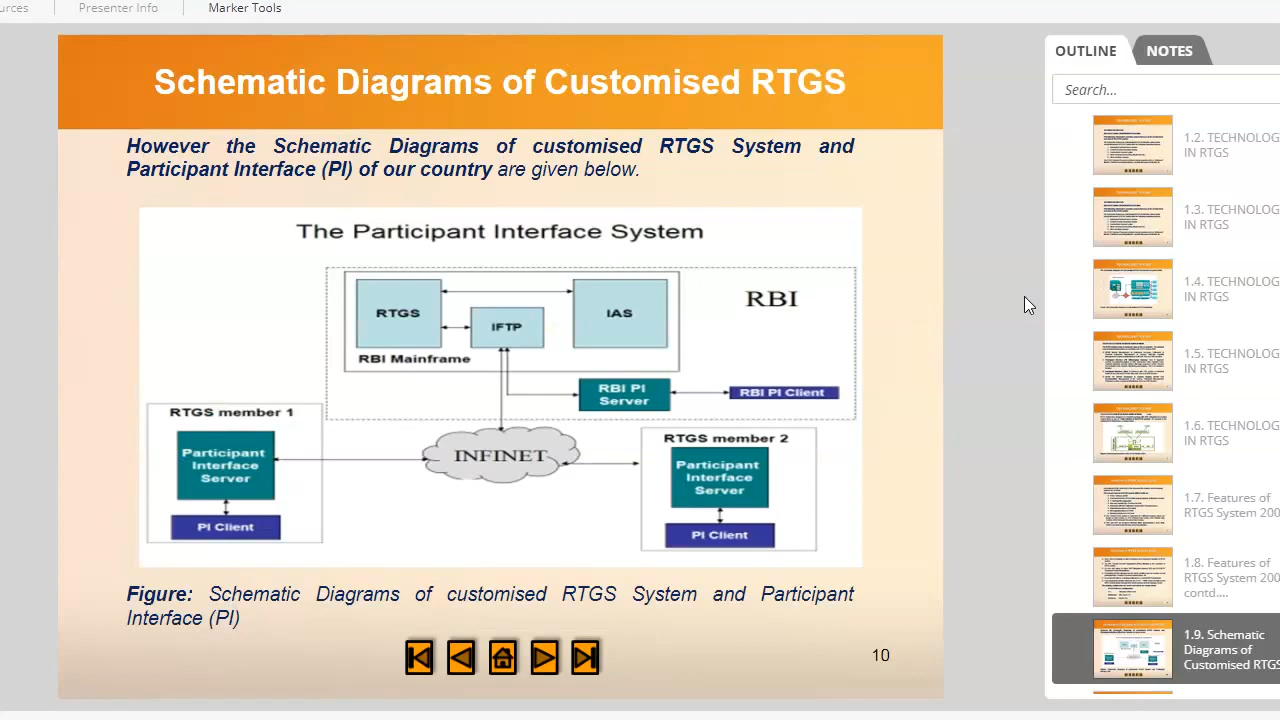 urces
Presenter Info
Marker Tools
Schematic Diagrams of Customised RTGS
However the Schematic Diagrams of customised RTGS System and
Participant Interface (PI) of our country are given below.
The Partipant Interface System
RTGS
IFTP
IAS
RBI
RBI Mainframe
RBI PI
Server
RBI PI Client
RTGS member 1
Participant
Interface
Server
PI Client
INFINET
RTGS member 2
Participant
Interface
Server
PI Client
Figure: Schematic Diagrams of customised RTGS System and Participant
Interface (PI)
10
OUTLINE
NOTES
Search...
1.2. TECHNOLOG
IN RTGS
1.3. TECHNOLOG
IN RTGS
1.4. TECHNOLOG
IN RTGS
1.5. TECHNOLOG
IN RTGS
1.6. TECHNOLOG
IN RTGS
1.7. Features of
RTGS System 200
1.8. Features of
RTGS System 200
contd....
1.9. Schematic
Diagrams of
Customised RTGS